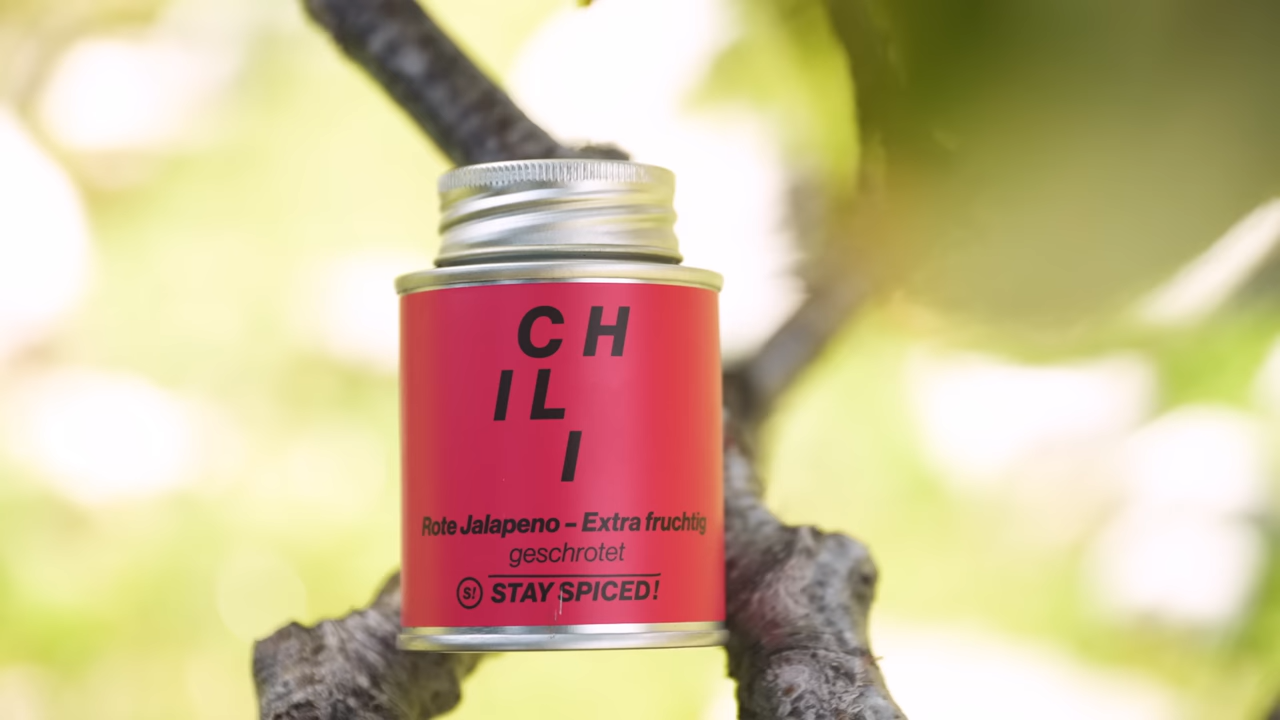 CH
IL
I
Rote Jalapeno – Extra fruchtig
geschrotet
S! STAY SPICED!